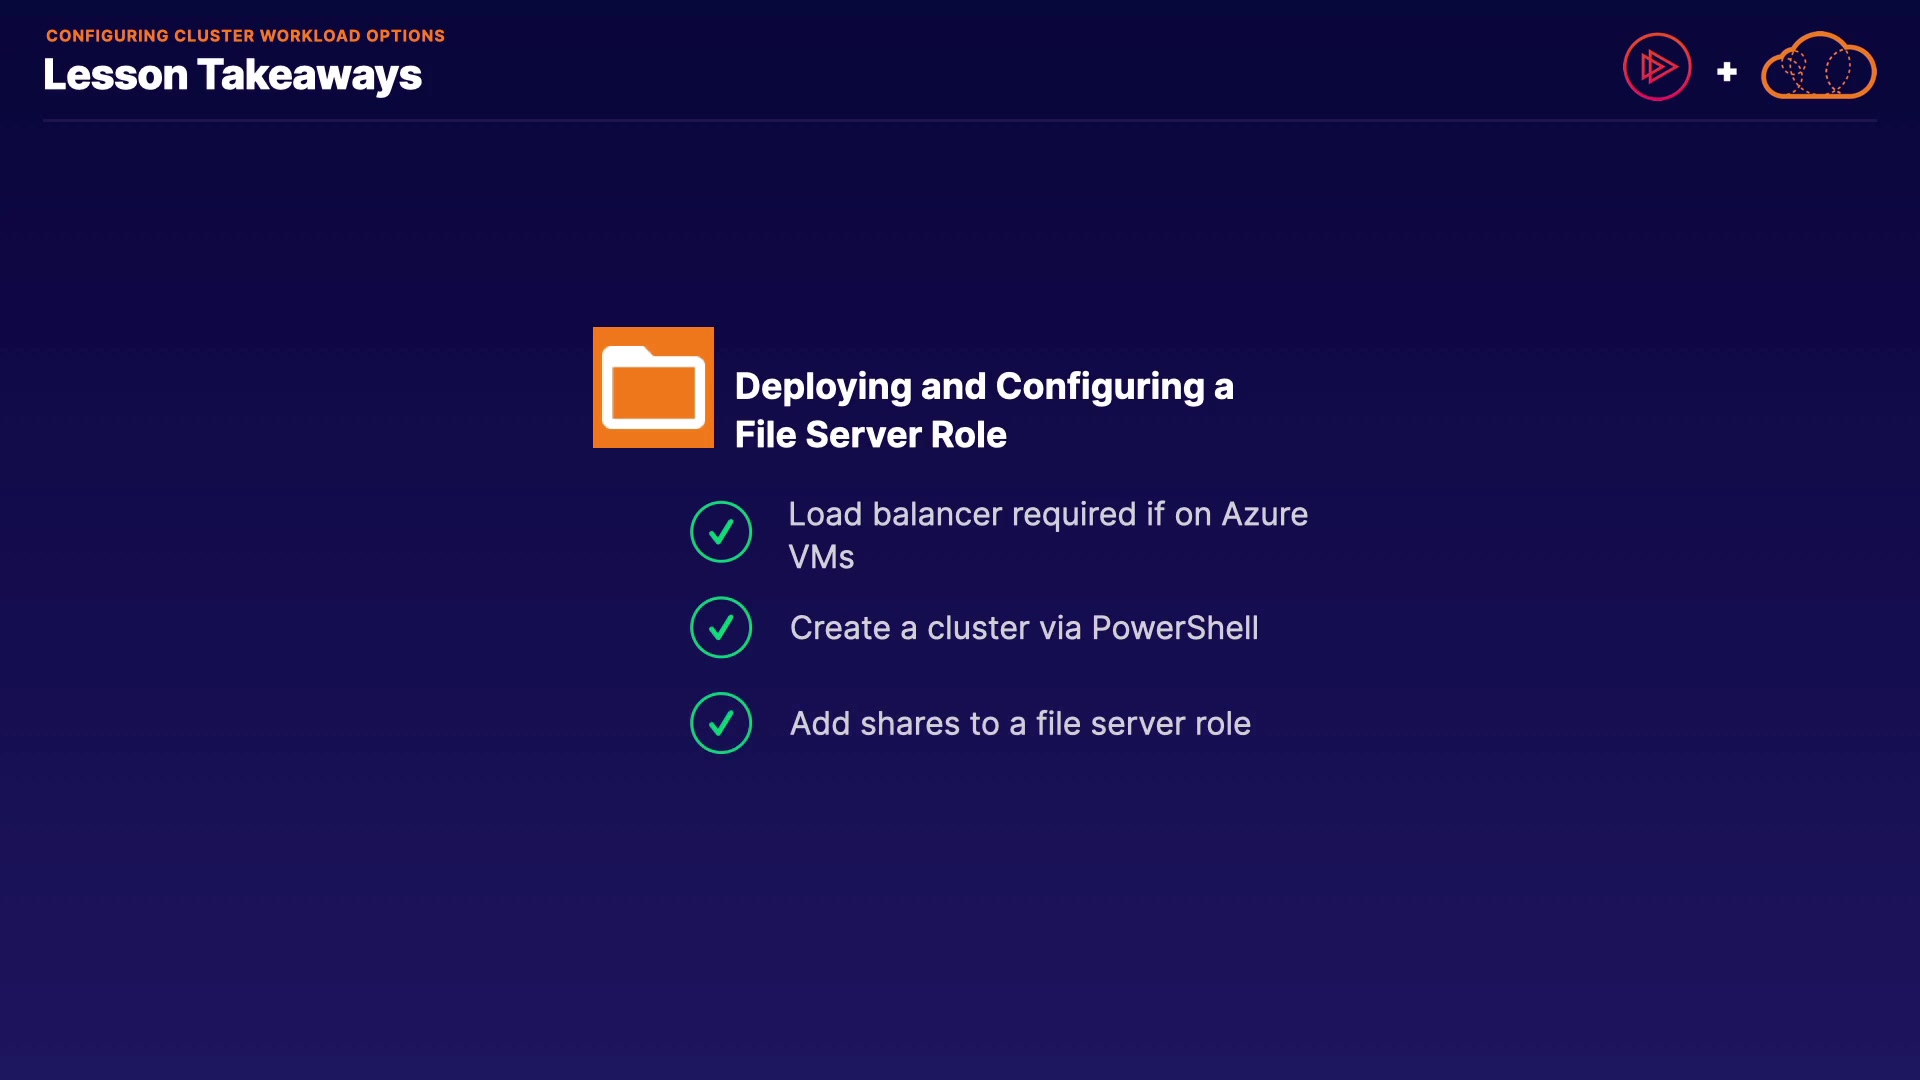 CONFIGURING CLUSTER WORKLOAD OPTIONS
Lesson Takeaways
Deploying and Configuring a
File Server Role
Load balancer required if on Azure
VMs
Create a cluster via PowerShell
Add shares to a file server role